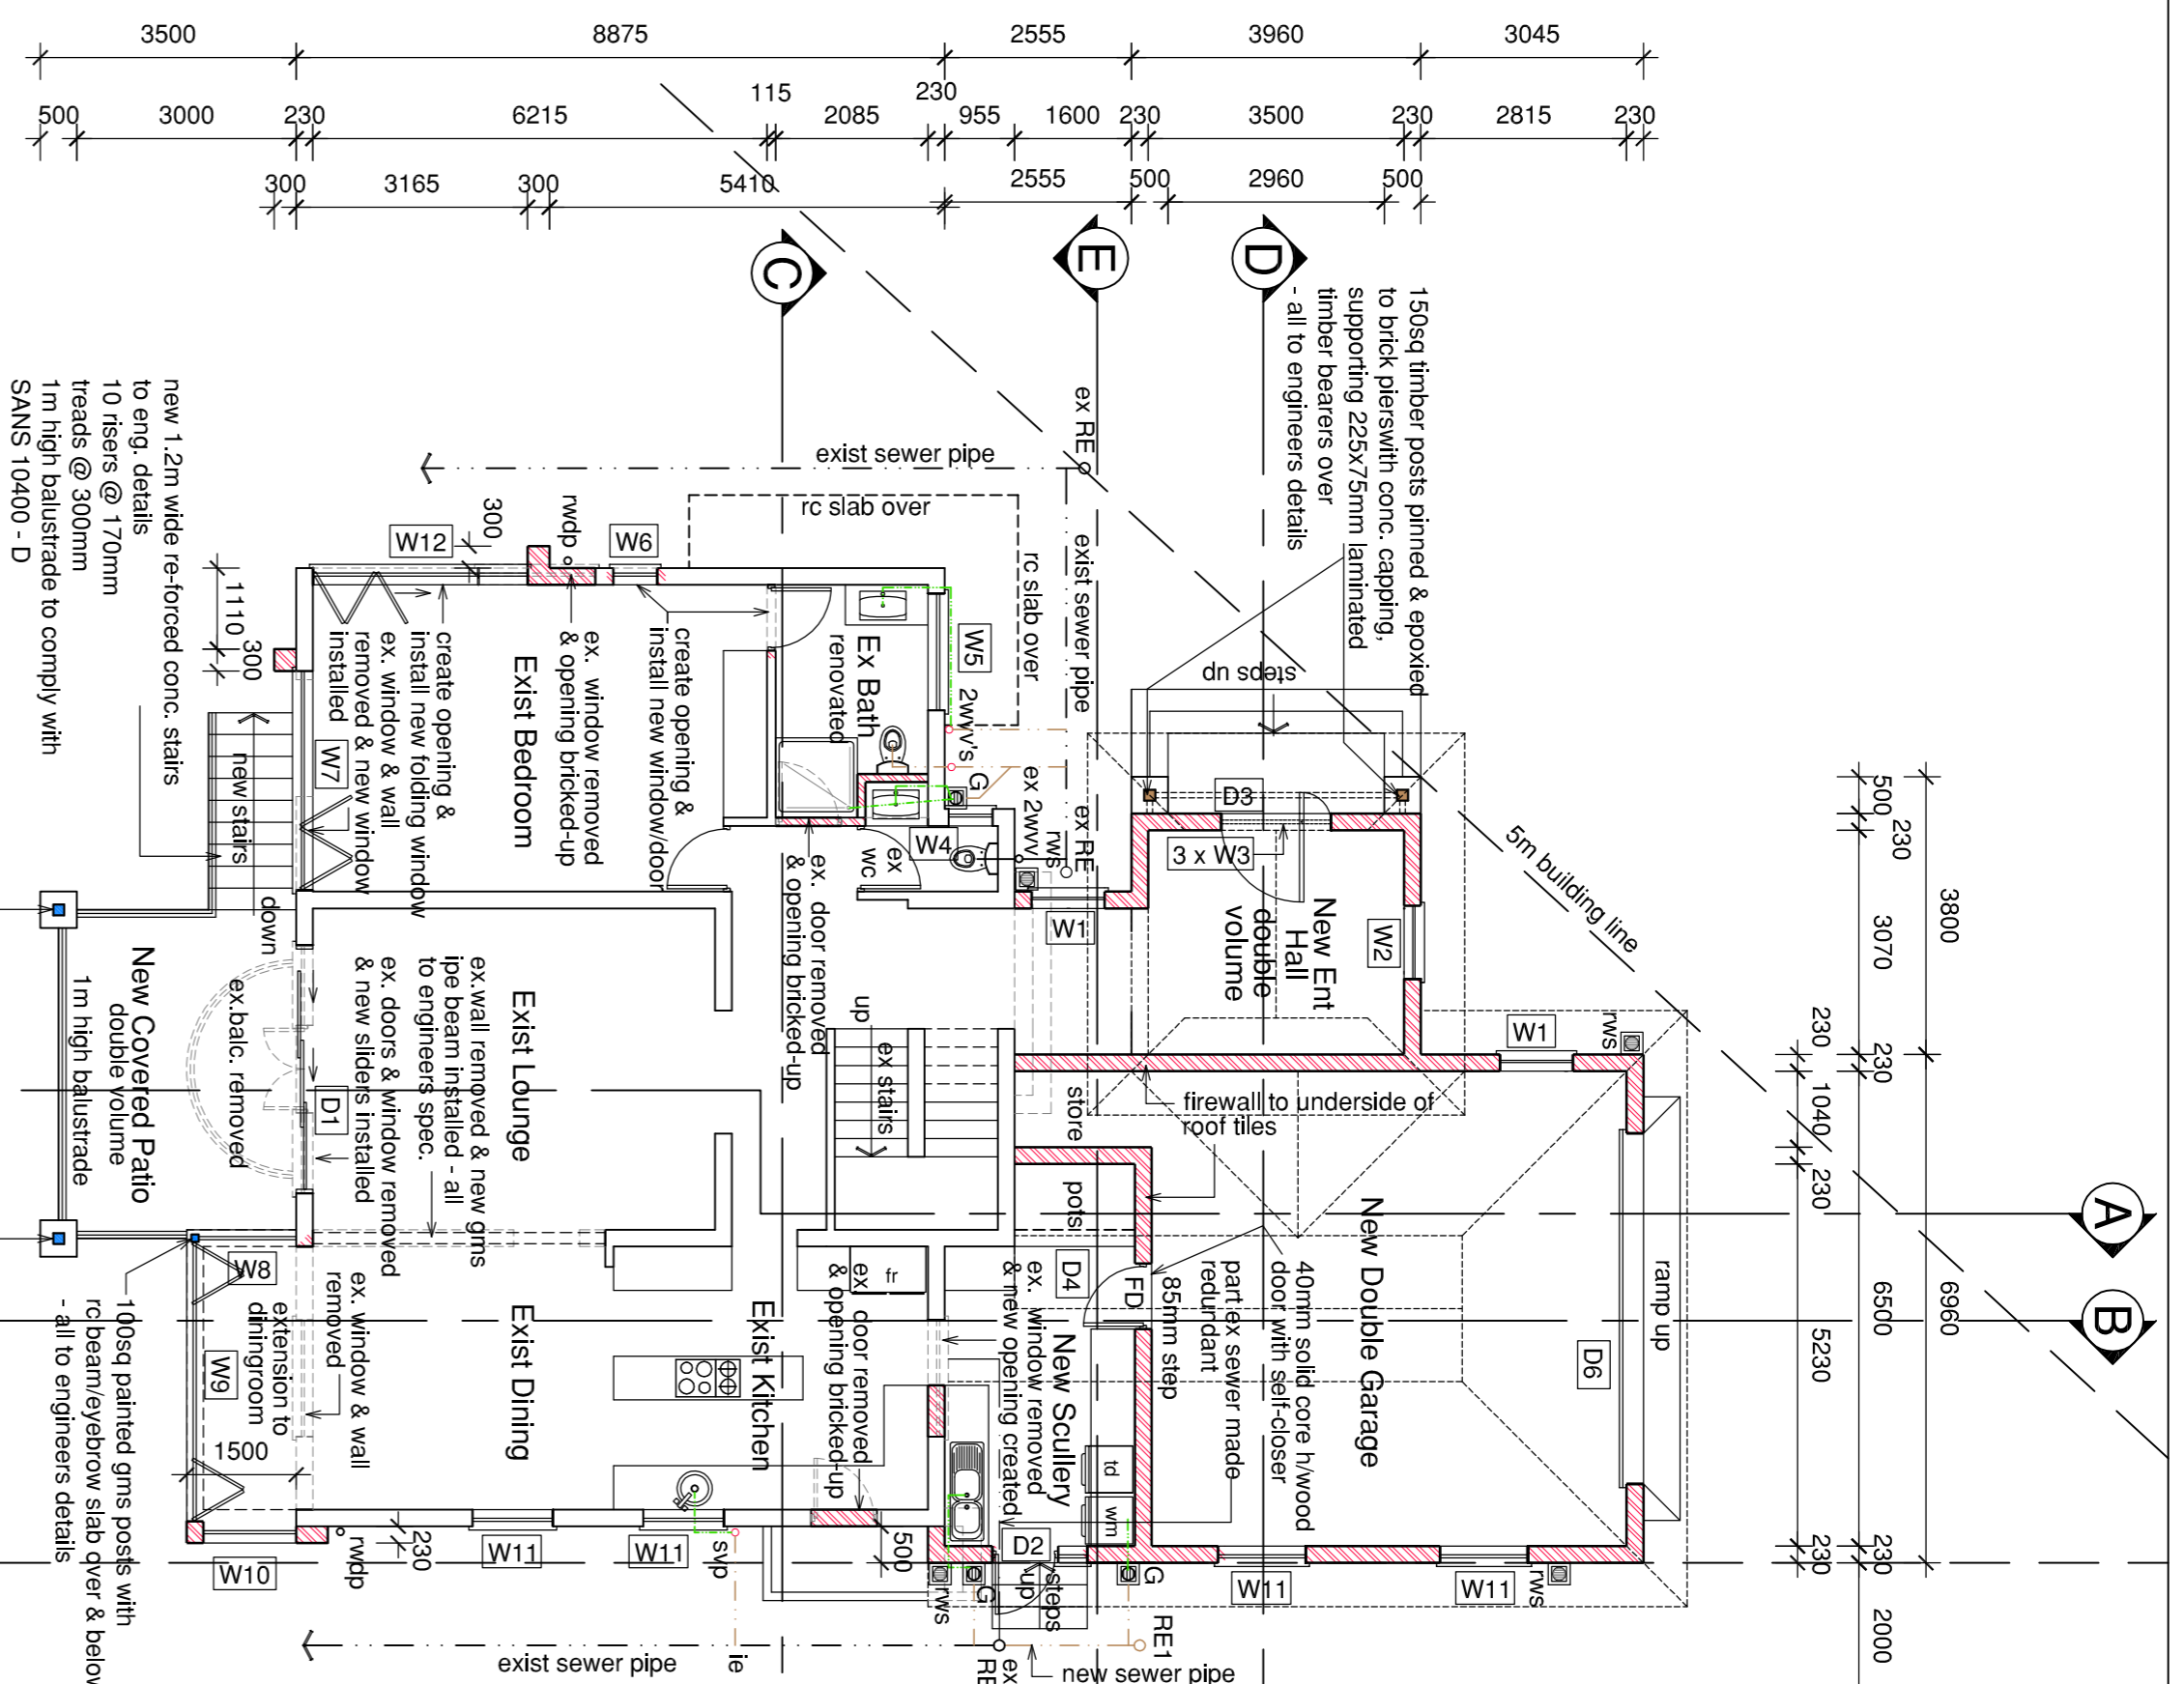 3500
8875
2555
3960
3045
115
230
500
3000
230
6215
2085
955
1600
230
3500
230
2815
230
300
3165
300
5410
2555
500
2960
500
C
E
D
150sq timber posts pinned & epoxied
to brick pierswith conc. capping,
supporting 225x75mm laminated
timber bearers over
- all to engineers details
ex RE
exist sewer pipe
rc slab over
exist sewer pipe
rc slab over
steps up
new 1.2m wide re-forced conc. stairs
to eng. details
10 risers @ 170mm
treads @ 300mm
1m high balustrade to comply with
SANS 10400 - D
1110
300
W12
300
rwdp
W6
W5
2wv's
G
ex 2wvv
ex RE
rws
create opening &
install new window/door
ex. window removed
& opening bricked-up
Exist Bedroom
create opening &
install new folding window
ex. window & wall
removed & new window
installed
W7
new stairs
down
Ex Bath
renovated
W4
ex
wc
ex. door removed
& opening bricked-up
W1
D3
3 x W3
New Ent
Hall
double
volume
W2
5m building line
500
230
3070
3800
230
230
1040
230
6500
6960
5230
230
230
2000
W1
rws
A
B
ramp up
D6
New Double Garage
firewall to underside of
roof tiles
store
pots
up
ex stairs
40mm solid core h/wood
door with self-closer
85mm step
part ex sewer made
redundant
FD
D4
New Scullery
ex. window removed
& new opening created
td
wm
D2
steps
up
G
G
rws
W11
W11
rws
RE1
new sewer pipe
ex
RE
exist sewer pipe
ie
svp
500
W11
W11
230
rwdp
W10
Exist Lounge
ex.wall removed & new gms
ipe beam installed - all
to engineers spec.
ex. doors & window removed
& new sliders installed
D1
ex.balc. removed
New Covered Patio
double volume
1m high balustrade
W8
W9
extension to
diningroom
ex. window & wall
removed
1500
Exist Dining
Exist Kitchen
fr
ex. door removed
& opening bricked-up
100sq painted gms posts with
rc beam/eyebrow slab over & below
- all to engineers details